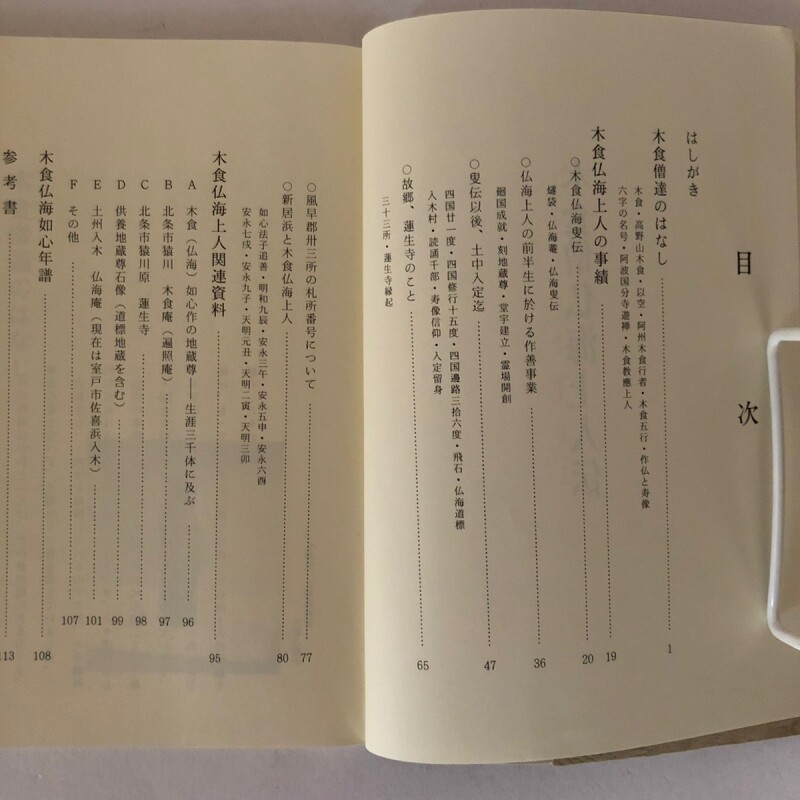 目次
はしがき
木食僧達のはなし……1
木食・高野山木食・以空・阿州木食行者・木食五行・作仏と寿像
六字の名号・阿波国分寺遊禅・木食教應上人
木食仏海上人の事績……19
○木食仏海叟伝……20
燧袋・仏海菴・仏海叟伝
○仏海上人の前半生に於ける作善事業……36
廻国成就・刻地蔵尊・堂宇建立・霊場開創
○叟伝以後、土中入定迄……47
四国廿一度・四国修行十五度・四国邊路三拾六度・飛石・仏海道標
入木村・読誦千部・寿像信仰・入定留身
○故郷、蓮生寺のこと……65
三十三所・蓮生寺縁起
○風早郡卅三所の札所番号について……77
如心法子追善・明和九辰・安永三午・安永五申・安永六酉
安永七戌・安永九子・天明元丑・天明二寅・天明三卯
○新居浜と木食仏海上人……80
木食仏海上人関連資料……95
A 木食（仏海）如心作の地蔵尊――生涯三千体に及ぶ……96
B 北条市猿川 木食庵（遍照庵）……97
C 北条市猿川原 蓮生寺……98
D 供養地蔵尊石像（道標地蔵を含む）……99
E 土州入木 仏海庵（現在は室戸市佐喜浜入木）……101
F その他……107
木食仏海如心年譜……108
参考書……113